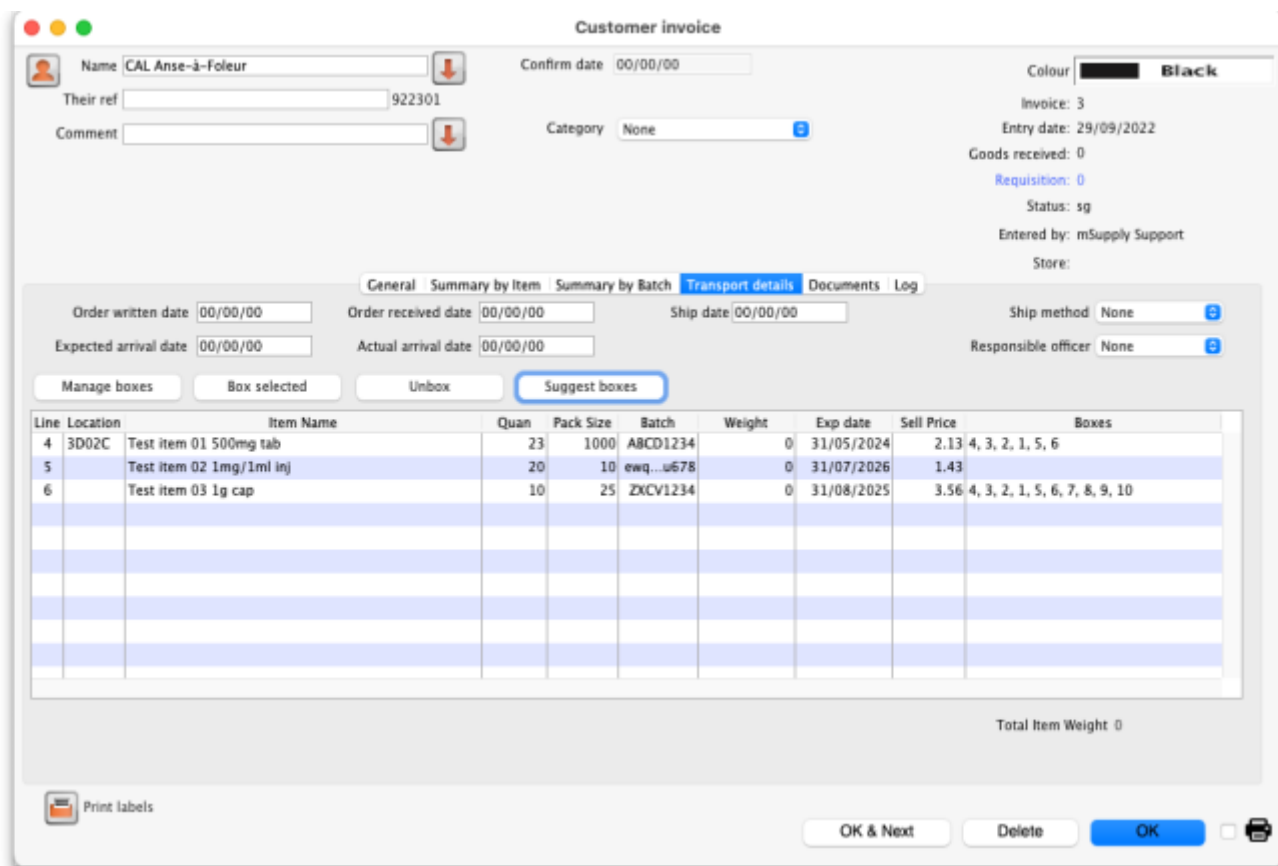 Customer invoice
Name CAL Anse-à-Foleur Confirm date 00/00/00 Colour Black
Their ref 922301 Invoice: 3
Comment Category None Entry date: 29/09/2022
Goods received: 0
Requisition: 0
Status: sg
Entered by: mSupply Support
Store:
General Summary by Item Summary by Batch Transport details Documents Log
Order written date 00/00/00 Order received date 00/00/00 Ship date 00/00/00 Ship method None
Expected arrival date 00/00/00 Actual arrival date 00/00/00 Responsible officer None
Manage boxes Box selected Unbox Suggest boxes
Line Location Item Name Quan Pack Size Batch Weight Exp date Sell Price Boxes
4 3D02C Test item 01 500mg tab 23 1000 ABCD1234 0 31/05/2024 2.13 4, 3, 2, 1, 5, 6
5 Test item 02 1mg/1ml inj 20 10 ewq...u678 0 31/07/2026 1.43
6 Test item 03 1g cap 10 25 ZXCV1234 0 31/08/2025 3.56 4, 3, 2, 1, 5, 6, 7, 8, 9, 10
Total Item Weight 0
Print labels
OK & Next Delete OK